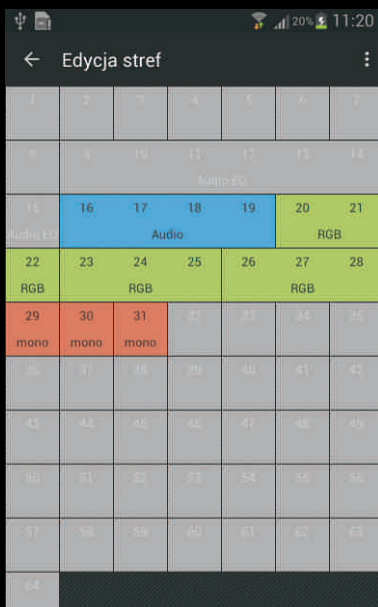 20% 11:20
Edycja stref
1 2 3 4 5 6 7
8 9 10 11 12 13 14
Audio EQ
15 16 17 18 19 20 21
Audio EQ Audio RGB
22 23 24 25 26 27 28
RGB RGB RGB
29 30 31 32 33 34 35
mono mono mono
36 37 38 39 40 41 42
43 44 45 46 47 48 49
50 51 52 53 54 55 56
57 58 59 60 61 62 63
64